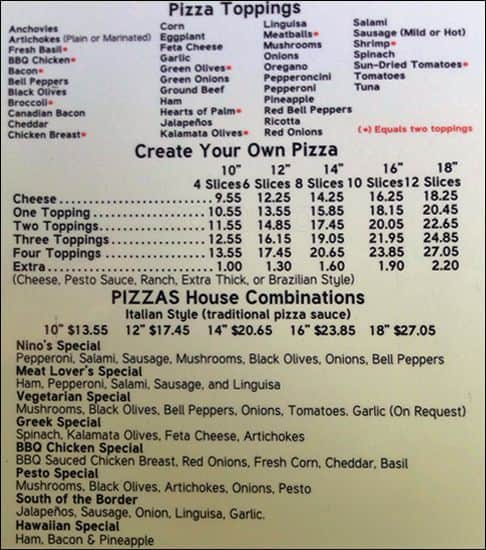 Pizza Toppings
Anchovies
Artichokes (Plain or Marinated)
Fresh Basil*
BBQ Chicken*
Bacon*
Bell Peppers
Black Olives
Broccoli*
Canadian Bacon
Cheddar
Chicken Breast*
Corn
Eggplant
Feta Cheese
Garlic
Green Olives*
Green Onions
Ground Beef
Ham
Hearts of Palm*
Jalapeños
Kalamata Olives*
Linguisa
Meatballs*
Mushrooms
Onions
Oregano
Pepperoncini
Pepperoni
Pineapple
Red Bell Peppers
Ricotta
Red Onions
Salami
Sausage (Mild or Hot)
Shrimp*
Spinach
Sun-Dried Tomatoes*
Tomatoes
Tuna
(*) Equals two toppings
Create Your Own Pizza
10" 12" 14" 16" 18"
4 Slices 6 Slices 8 Slices 10 Slices 12 Slices
Cheese 9.55 12.25 14.25 16.25 18.25
One Topping 10.55 13.55 15.85 18.15 20.45
Two Toppings 11.55 14.85 17.45 20.05 22.65
Three Toppings 12.55 16.15 19.05 21.95 24.85
Four Toppings 13.55 17.45 20.65 23.85 27.05
Extra 1.00 1.30 1.60 1.90 2.20
(Cheese, Pesto Sauce, Ranch, Extra Thick, or Brazilian Style)
PIZZAS House Combinations
Italian Style (traditional pizza sauce)
10" $13.55 12" $17.45 14" $20.65 16" $23.85 18" $27.05
Nino's Special
Pepperoni, Salami, Sausage, Mushrooms, Black Olives, Onions, Bell Peppers
Meat Lover's Special
Ham, Pepperoni, Salami, Sausage, and Linguisa
Vegetarian Special
Mushrooms, Black Olives, Bell Peppers, Onions, Tomatoes. Garlic (On Request)
Greek Special
Spinach, Kalamata Olives, Feta Cheese, Artichokes
BBQ Chicken Special
BBQ Sauced Chicken Breast, Red Onions, Fresh Corn, Cheddar, Basil
Pesto Special
Mushrooms, Black Olives, Artichokes, Onions, Pesto
South of the Border
Jalapeños, Sausage, Onion, Linguisa, Garlic.
Hawaiian Special
Ham, Bacon & Pineapple